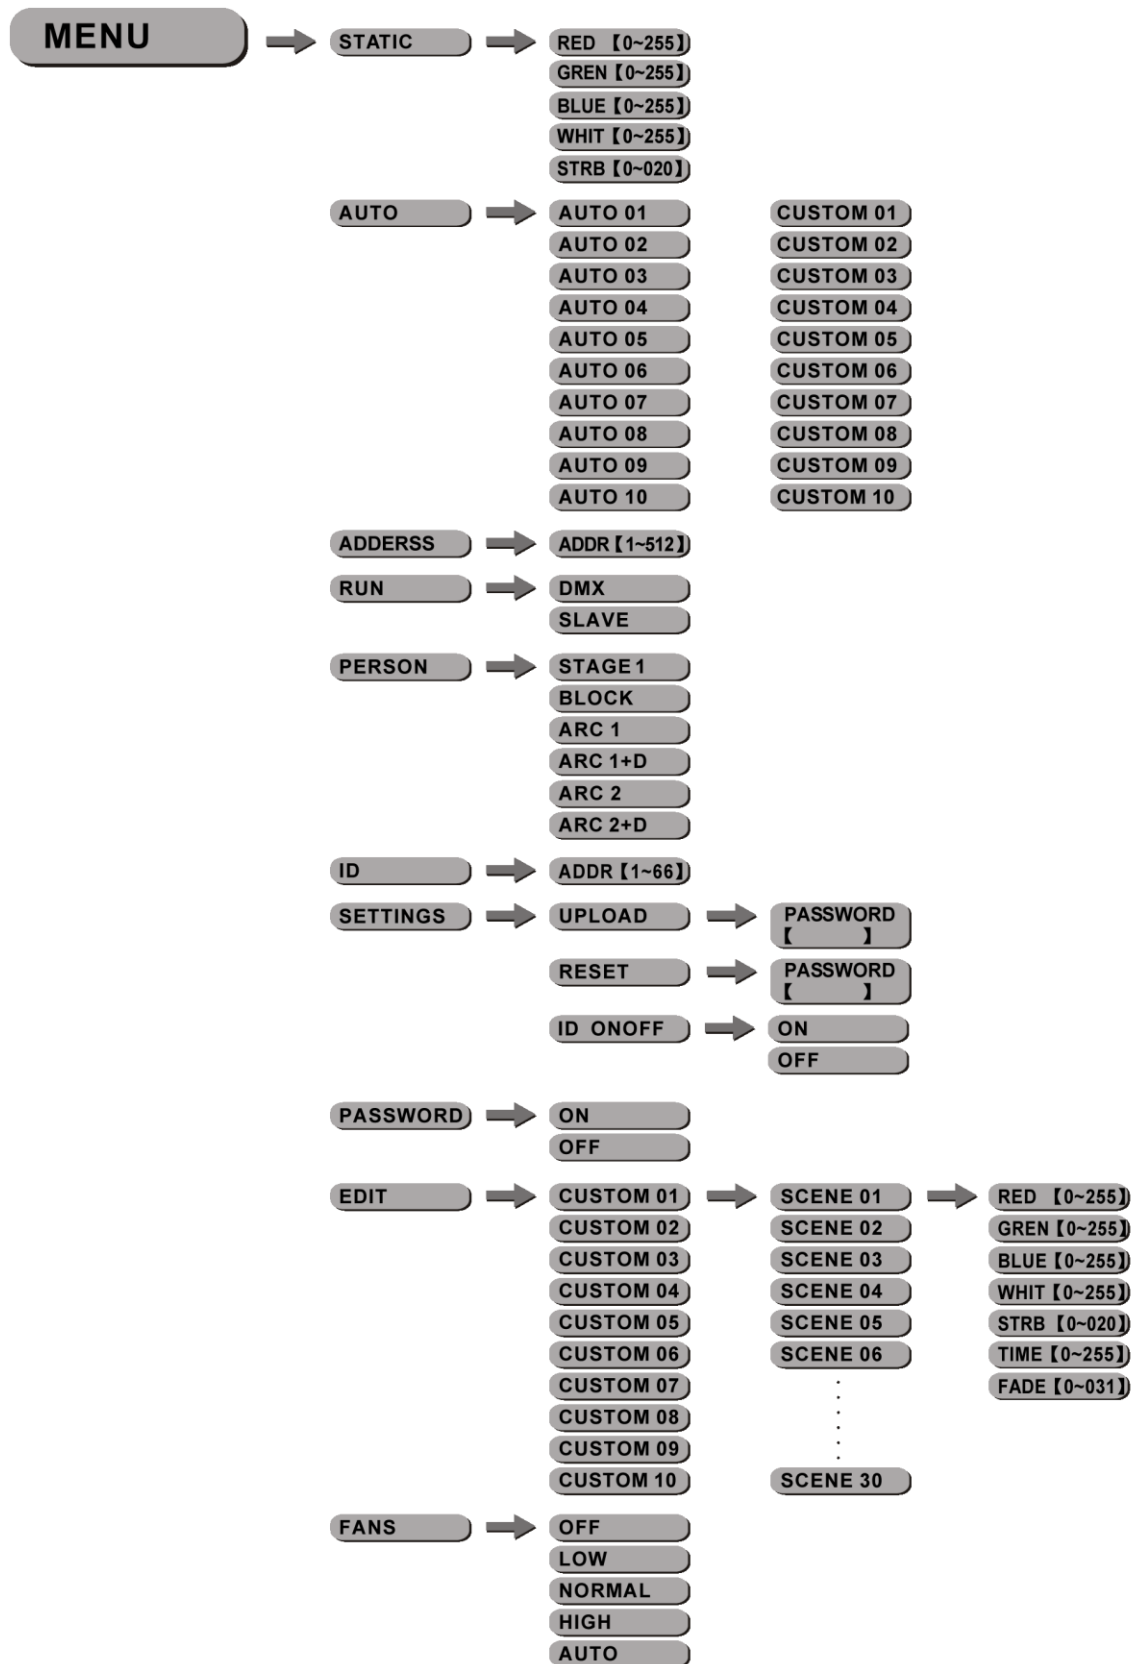 MENU
STATIC
RED 【0~255】
GREN【0~255】
BLUE【0~255】
WHIT【0~255】
STRB【0~020】
AUTO
AUTO 01
CUSTOM 01
AUTO 02
CUSTOM 02
AUTO 03
CUSTOM 03
AUTO 04
CUSTOM 04
AUTO 05
CUSTOM 05
AUTO 06
CUSTOM 06
AUTO 07
CUSTOM 07
AUTO 08
CUSTOM 08
AUTO 09
CUSTOM 09
AUTO 10
CUSTOM 10
ADDERSS
ADDR【1~512】
RUN
DMX
SLAVE
PERSON
STAGE1
BLOCK
ARC 1
ARC 1+D
ARC 2
ARC 2+D
ID
ADDR【1~66】
SETTINGS
UPLOAD
PASSWORD
【 】
RESET
PASSWORD
【 】
ID ONOFF
ON
OFF
PASSWORD
ON
OFF
EDIT
CUSTOM 01
SCENE 01
RED 【0~255】
CUSTOM 02
SCENE 02
GREN【0~255】
CUSTOM 03
SCENE 03
BLUE【0~255】
CUSTOM 04
SCENE 04
WHIT【0~255】
CUSTOM 05
SCENE 05
STRB【0~020】
CUSTOM 06
SCENE 06
TIME【0~255】
CUSTOM 07
FADE【0~031】
CUSTOM 08
CUSTOM 09
CUSTOM 10
SCENE 30
FANS
OFF
LOW
NORMAL
HIGH
AUTO